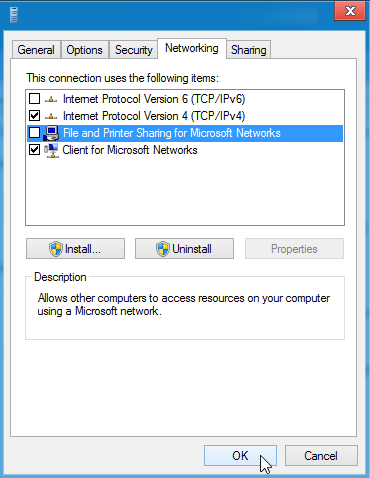 General
Options
Security
Networking
Sharing
This connection uses the following items:
Internet Protocol Version 6 (TCP/IPv6)
Internet Protocol Version 4 (TCP/IPv4)
File and Printer Sharing for Microsoft Networks
Client for Microsoft Networks
Install...
Uninstall
Properties
Description
Allows other computers to access resources on your computer
using a Microsoft network.
OK
Cancel